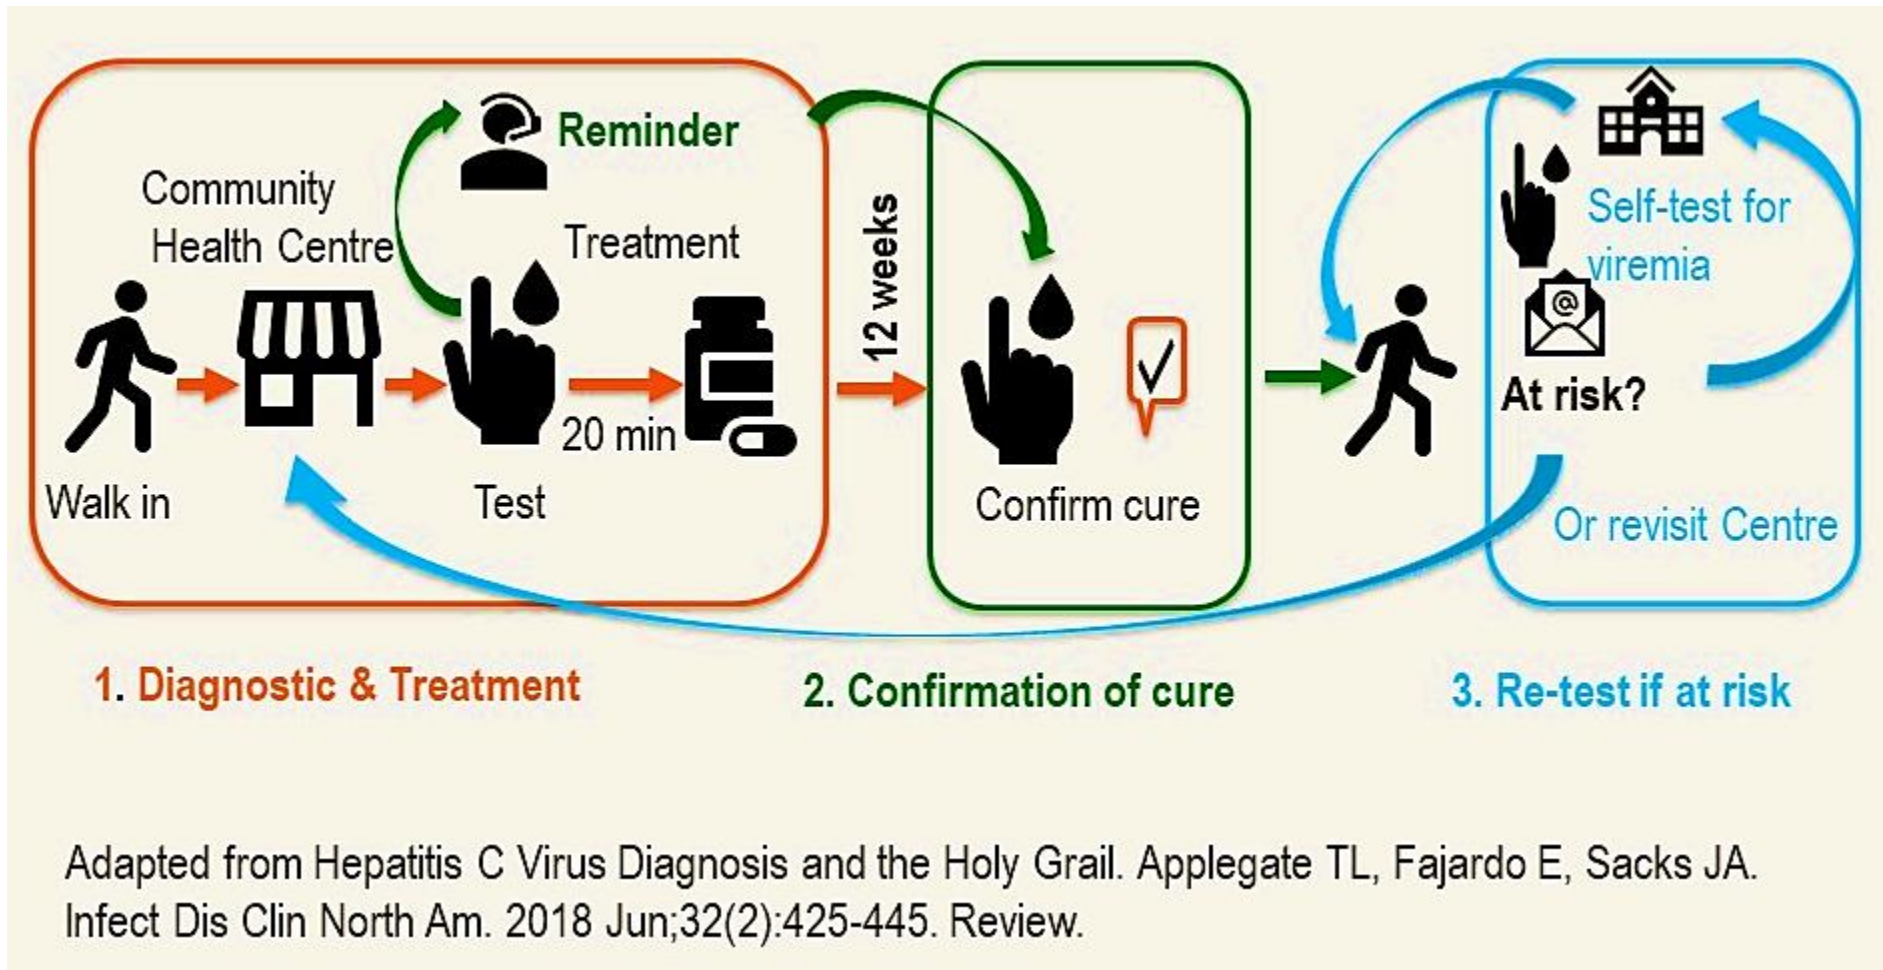 Reminder
Community
Health Centre
Treatment
12 weeks
20 min
Walk in
Test
Confirm cure
Self-test for
viremia
@
At risk?
Or revisit Centre
1. Diagnostic & Treatment
2. Confirmation of cure
3. Re-test if at risk
Adapted from Hepatitis C Virus Diagnosis and the Holy Grail. Applegate TL, Fajardo E, Sacks JA.
Infect Dis Clin North Am. 2018 Jun;32(2):425-445. Review.